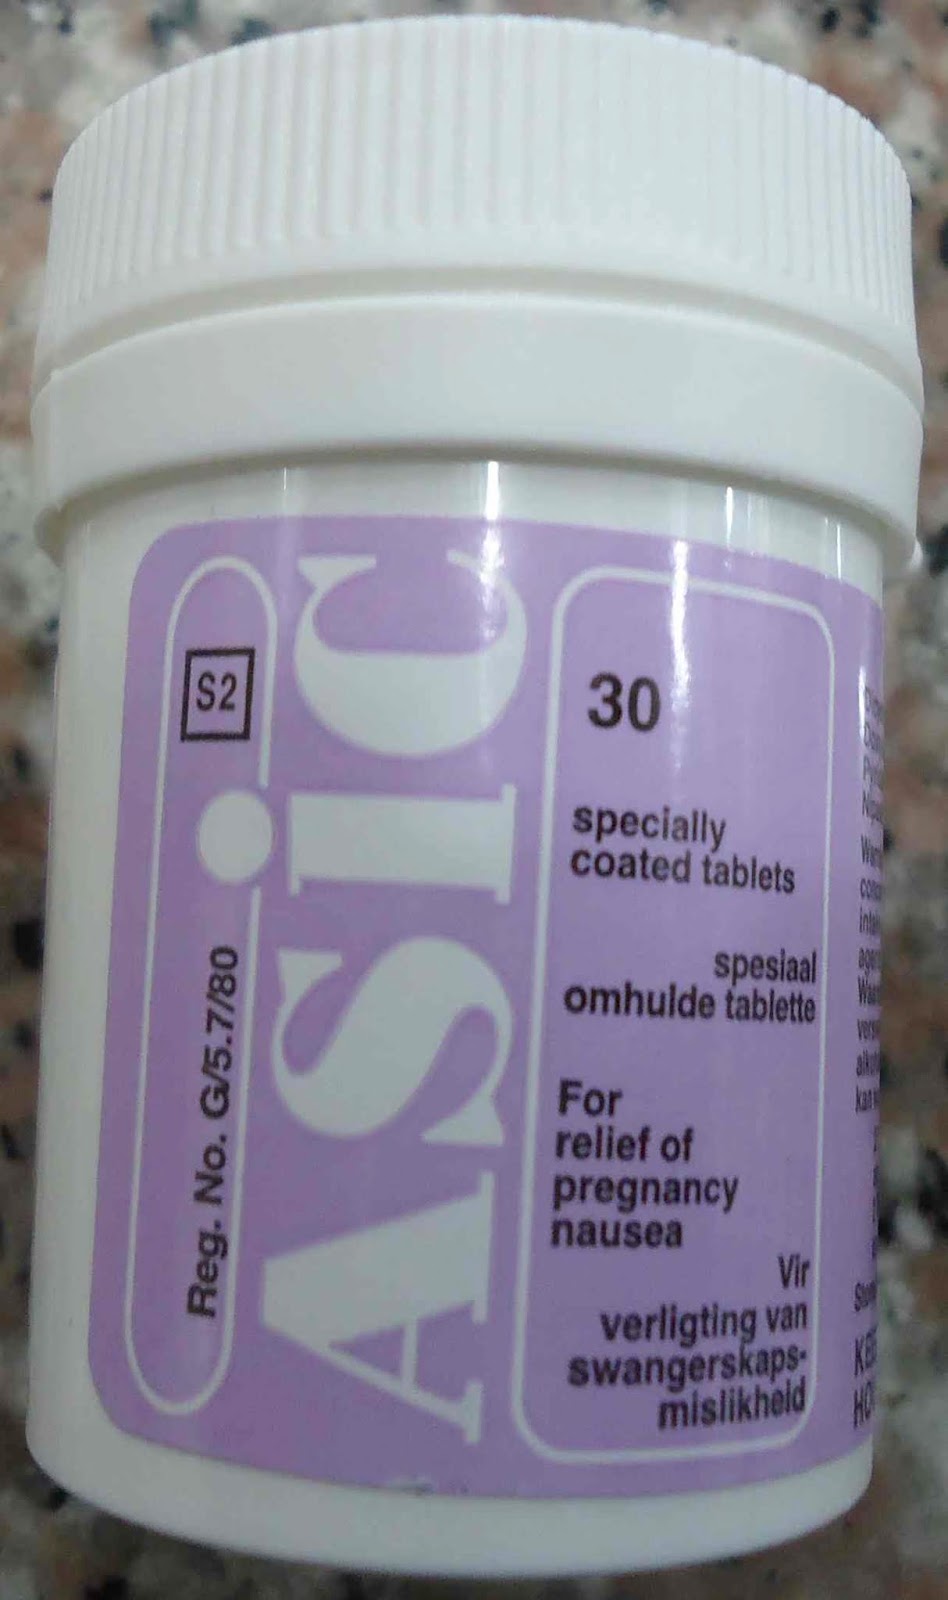 S2
Reg. No. G/5.7/80
ASiC
30
specially
coated tablets
spesiaal
omhulde tablette
For
relief of
pregnancy
nausea
Vir
verligting van
swangerskaps-
mislikheid